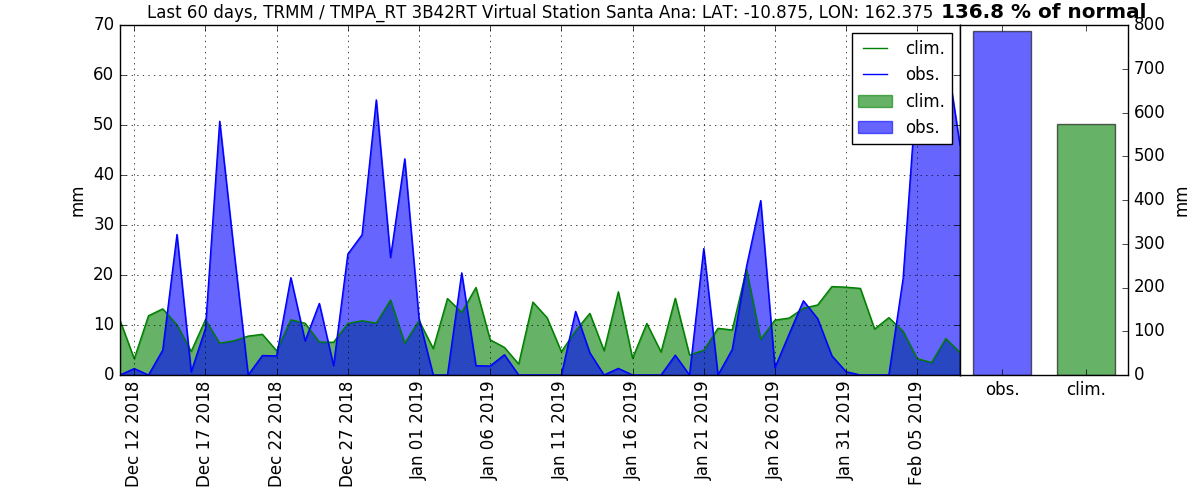 Last 60 days, TRMM / TMPA_RT 3B42RT Virtual Station Santa Ana: LAT: -10.875, LON: 162.375 136.8 % of normal
70
60
50
40
30
20
10
0
mm
clim.
obs.
clim.
obs.
800
700
600
500
400
300
200
100
0
mm
Dec 12 2018
Dec 17 2018
Dec 22 2018
Dec 27 2018
Jan 01 2019
Jan 06 2019
Jan 11 2019
Jan 16 2019
Jan 21 2019
Jan 26 2019
Jan 31 2019
Feb 05 2019
obs.
clim.